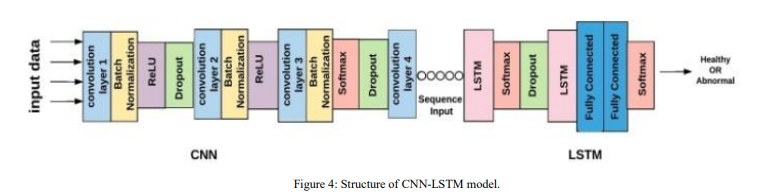 input data
convolution
layer 1
Batch
Normalization
ReLU
Dropout
convolution
layer 2
Batch
Normalization
ReLU
convolution
layer 3
Batch
Normalization
Softmax
Dropout
convolution
layer 4
Sequence
Input
LSTM
Softmax
Dropout
LSTM
Fully Connected
Fully Connected
Softmax
Healthy
OR
Abnormal
CNN
LSTM
Figure 4: Structure of CNN-LSTM model.